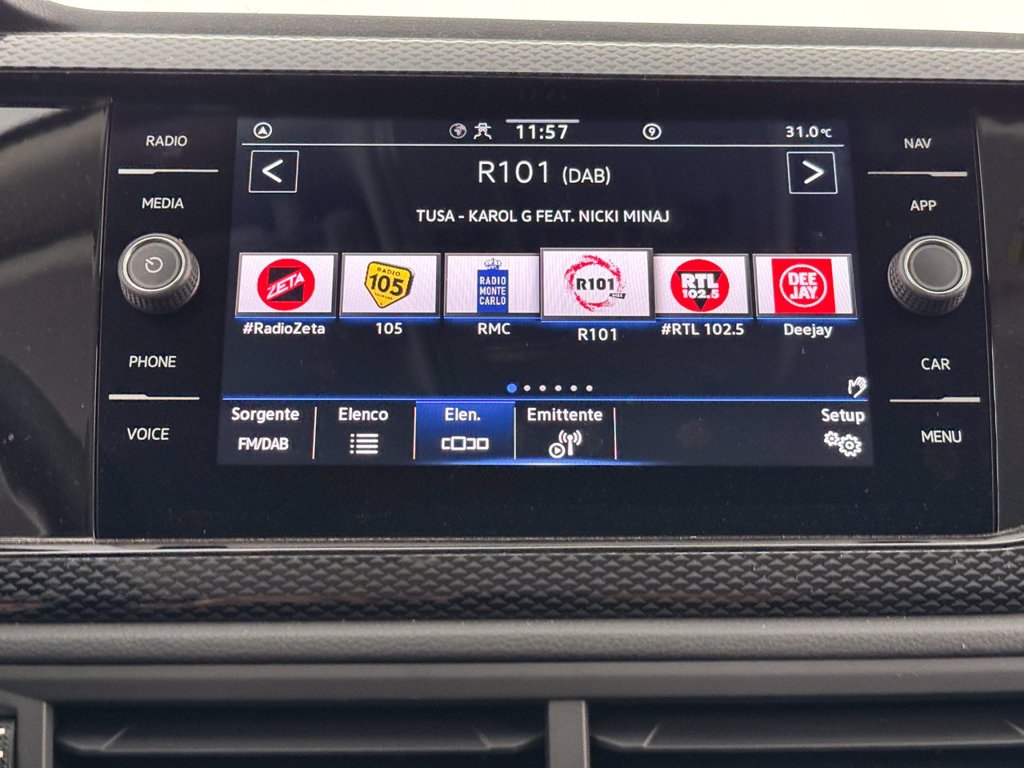 RADIO
MEDIA
PHONE
VOICE
11:57
9
31.0°C
<
R101 (DAB)
>
TUSA - KAROL G FEAT. NICKI MINAJ
ZETA
RADIO
105
RADIO
MONTE
CARLO
R101
RTL
102.5
DEE
JAY
#RadioZeta
105
RMC
R101
#RTL 102.5
Deejay
Sorgente
FM/DAB
Elenco
Elen.
Emittente
Setup
NAV
APP
CAR
MENU